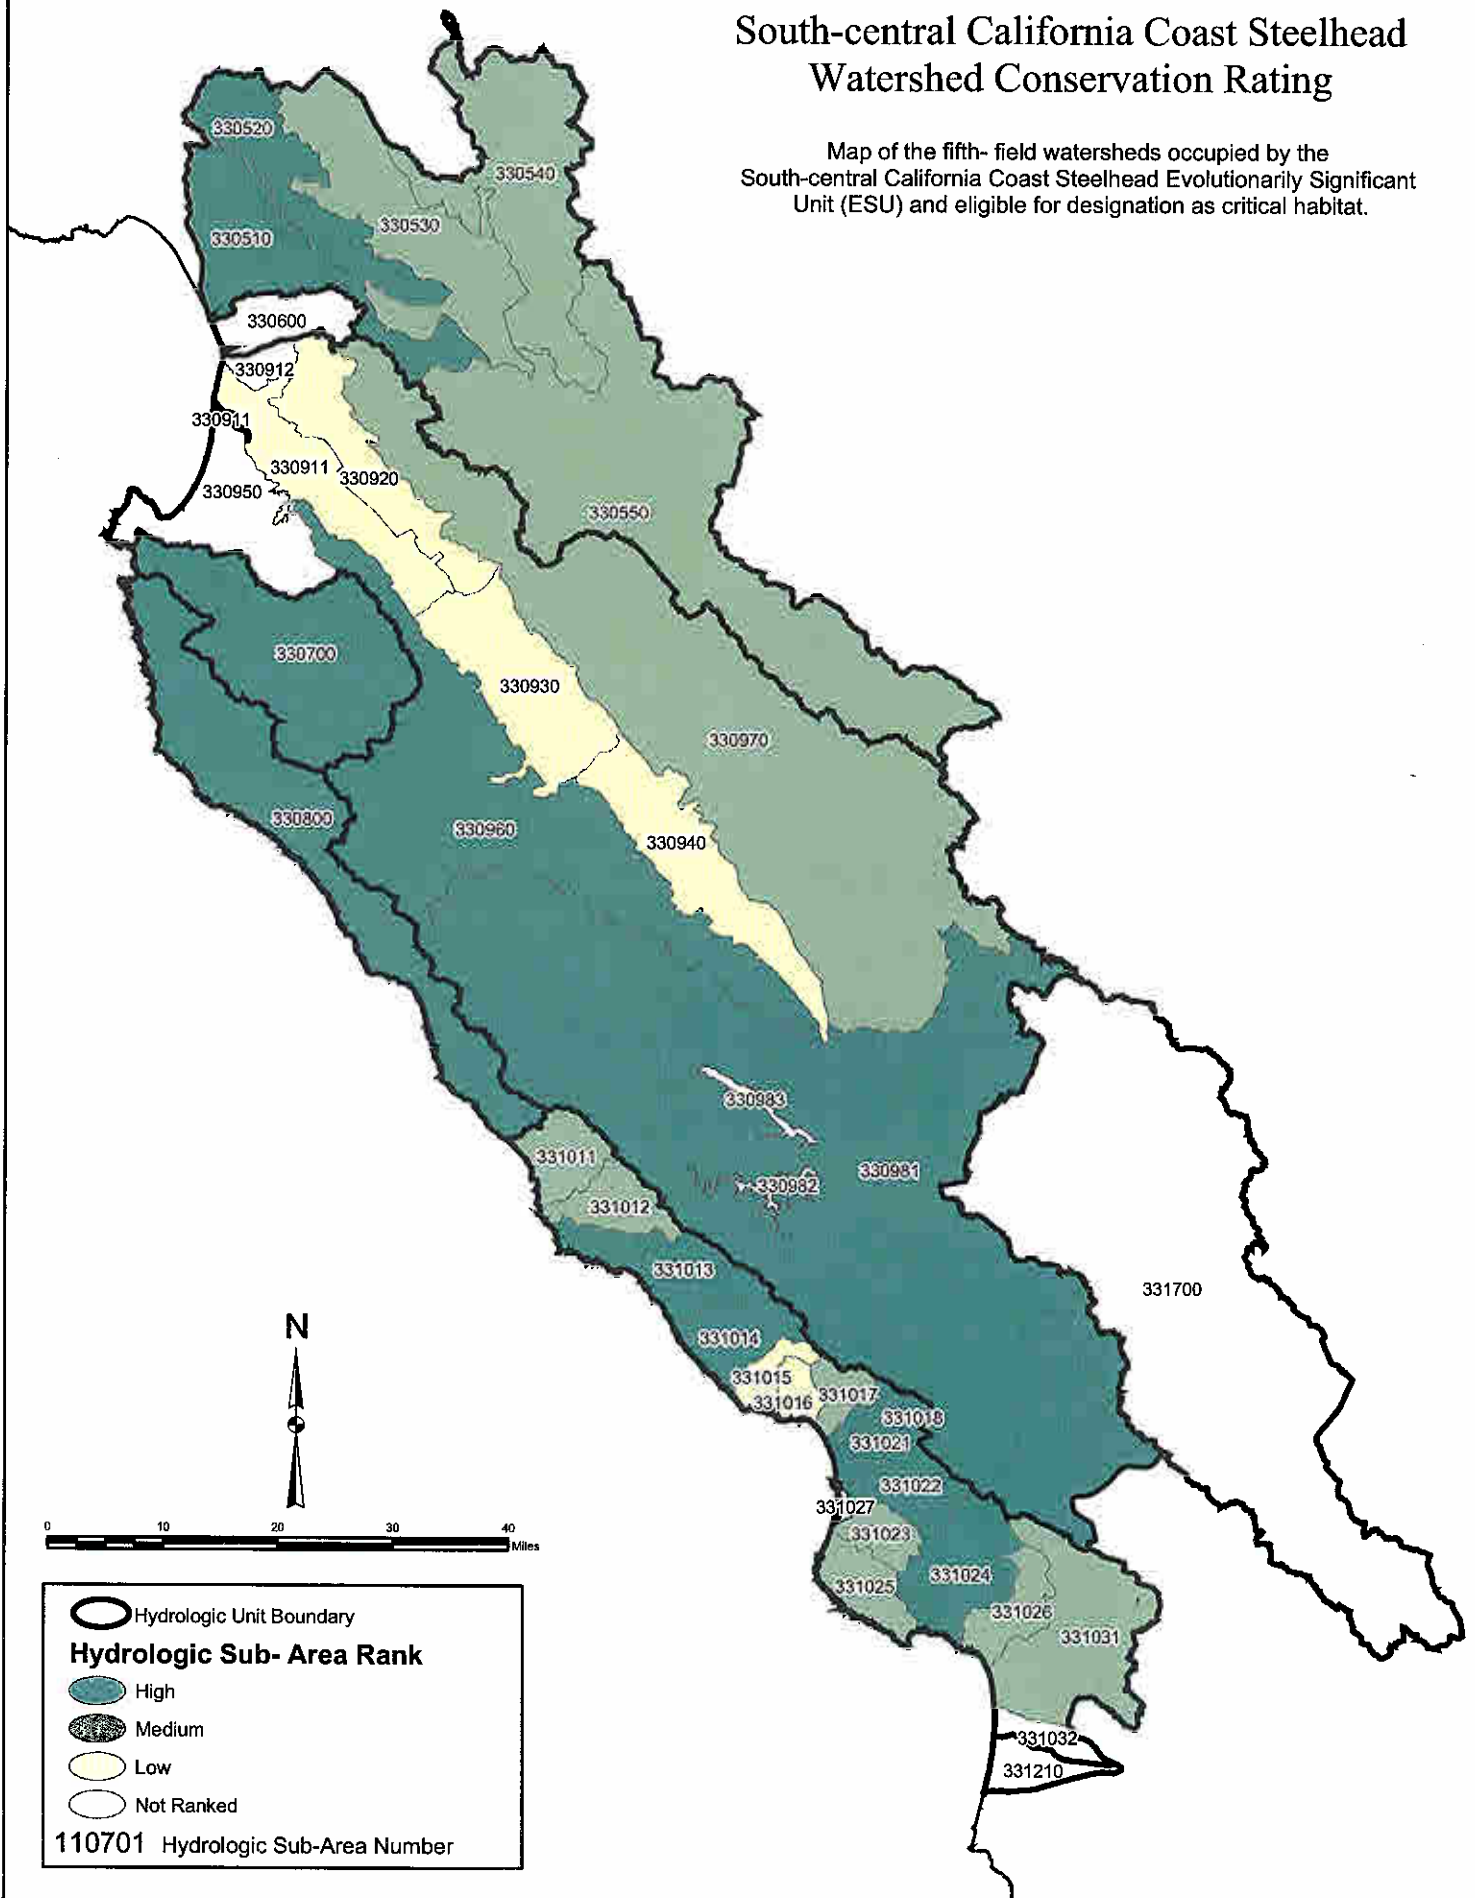 South-central California Coast Steelhead
Watershed Conservation Rating
Map of the fifth- field watersheds occupied by the
South-central California Coast Steelhead Evolutionarily Significant
Unit (ESU) and eligible for designation as critical habitat.
330520
330540
330530
330510
330600
330912
330911
330911
330920
330950
330550
330700
330930
330970
330800
330960
330940
330983
330981
330982
331011
331012
331013
331700
331014
331015
331016
331017
331018
331021
331022
331027
331023
331024
331025
331026
331031
331032
331210
N
0 10 20 30 40
Miles
Hydrologic Unit Boundary
Hydrologic Sub- Area Rank
High
Medium
Low
Not Ranked
110701 Hydrologic Sub-Area Number